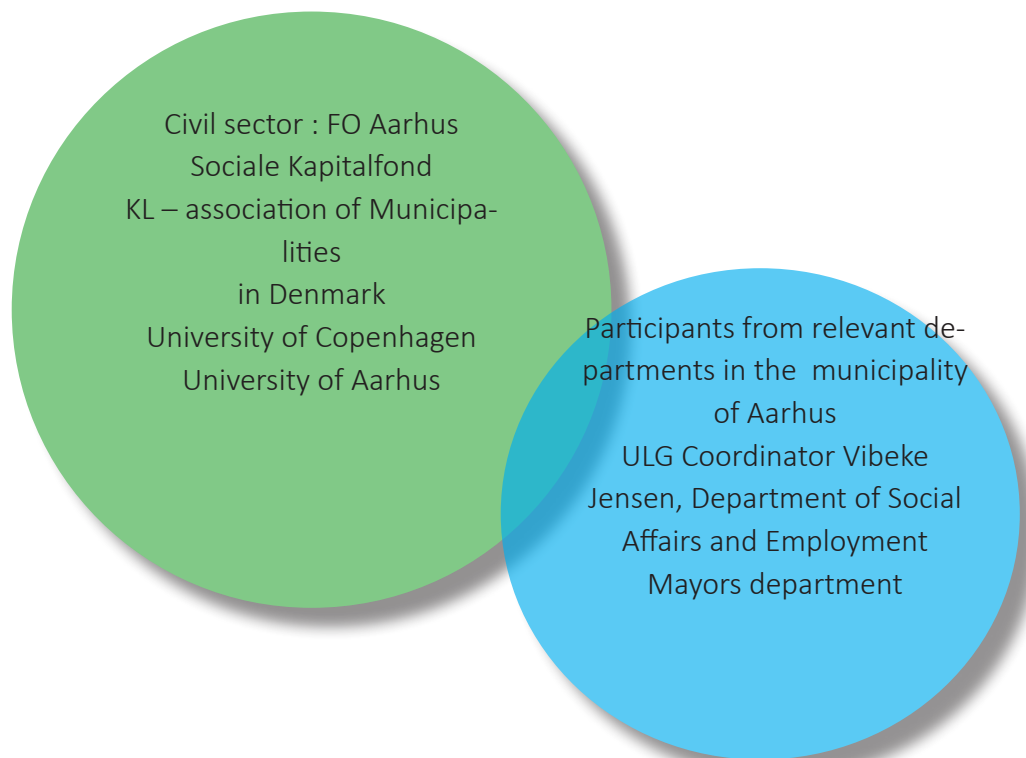 Civil sector : FO Aarhus
Sociale Kapitalfond
KL – association of Municipa-
lities
in Denmark
University of Copenhagen
University of Aarhus
Participants from relevant de-
partments in the  municipality
of Aarhus
ULG Coordinator Vibeke
Jensen, Department of Social
Affairs and Employment
Mayors department